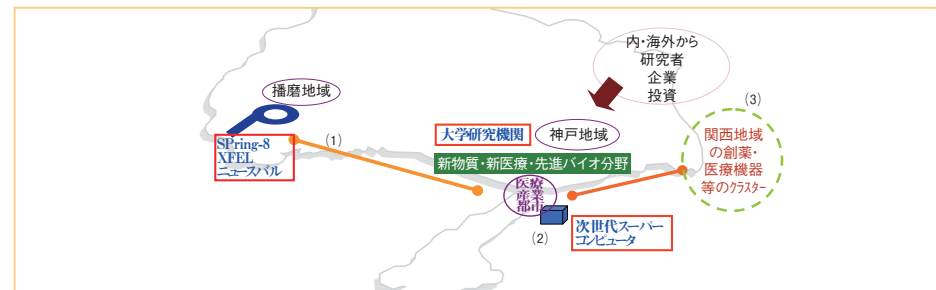 内・海外から
研究者
企業
投資
播磨地域
(3)
SPring-8
XFEL
ニュースバル
(1)
大学研究機関
神戸地域
関西地域
の創薬・
医療機器
等のクラスター
新物質・新医療・先進バイオ分野
医療
産業
都市
(2)
次世代スーパー
コンピュータ